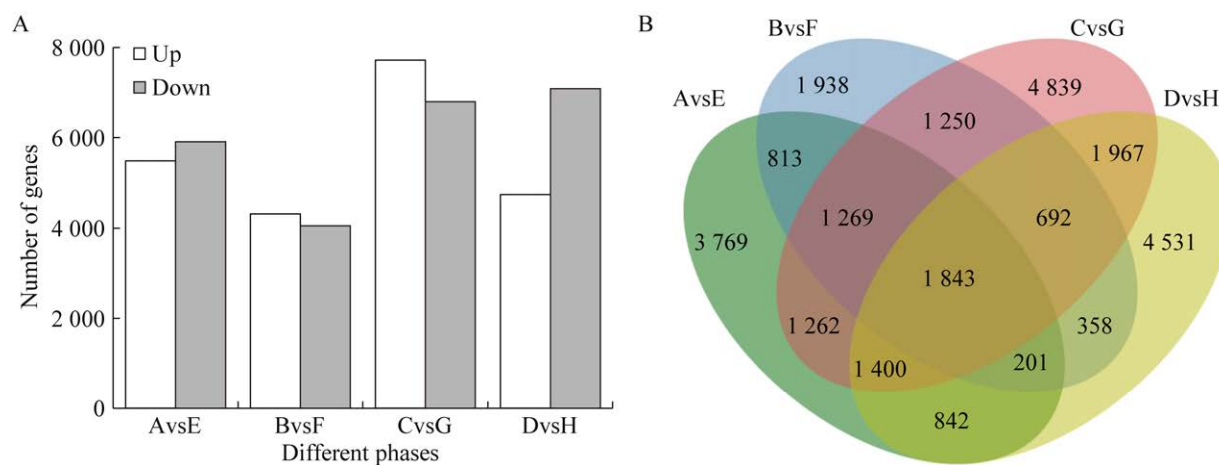 A
Up
Down
Number of genes
8 000
6 000
4 000
2 000
0
AvsE BvsF CvsG DvsH
Different phases
B
BvsF CvsG
AvsE DvsH
1 938 4 839
1 250
813 1 967
1 269 692
3 769 4 531
1 843
1 262 358
1 400 201
842